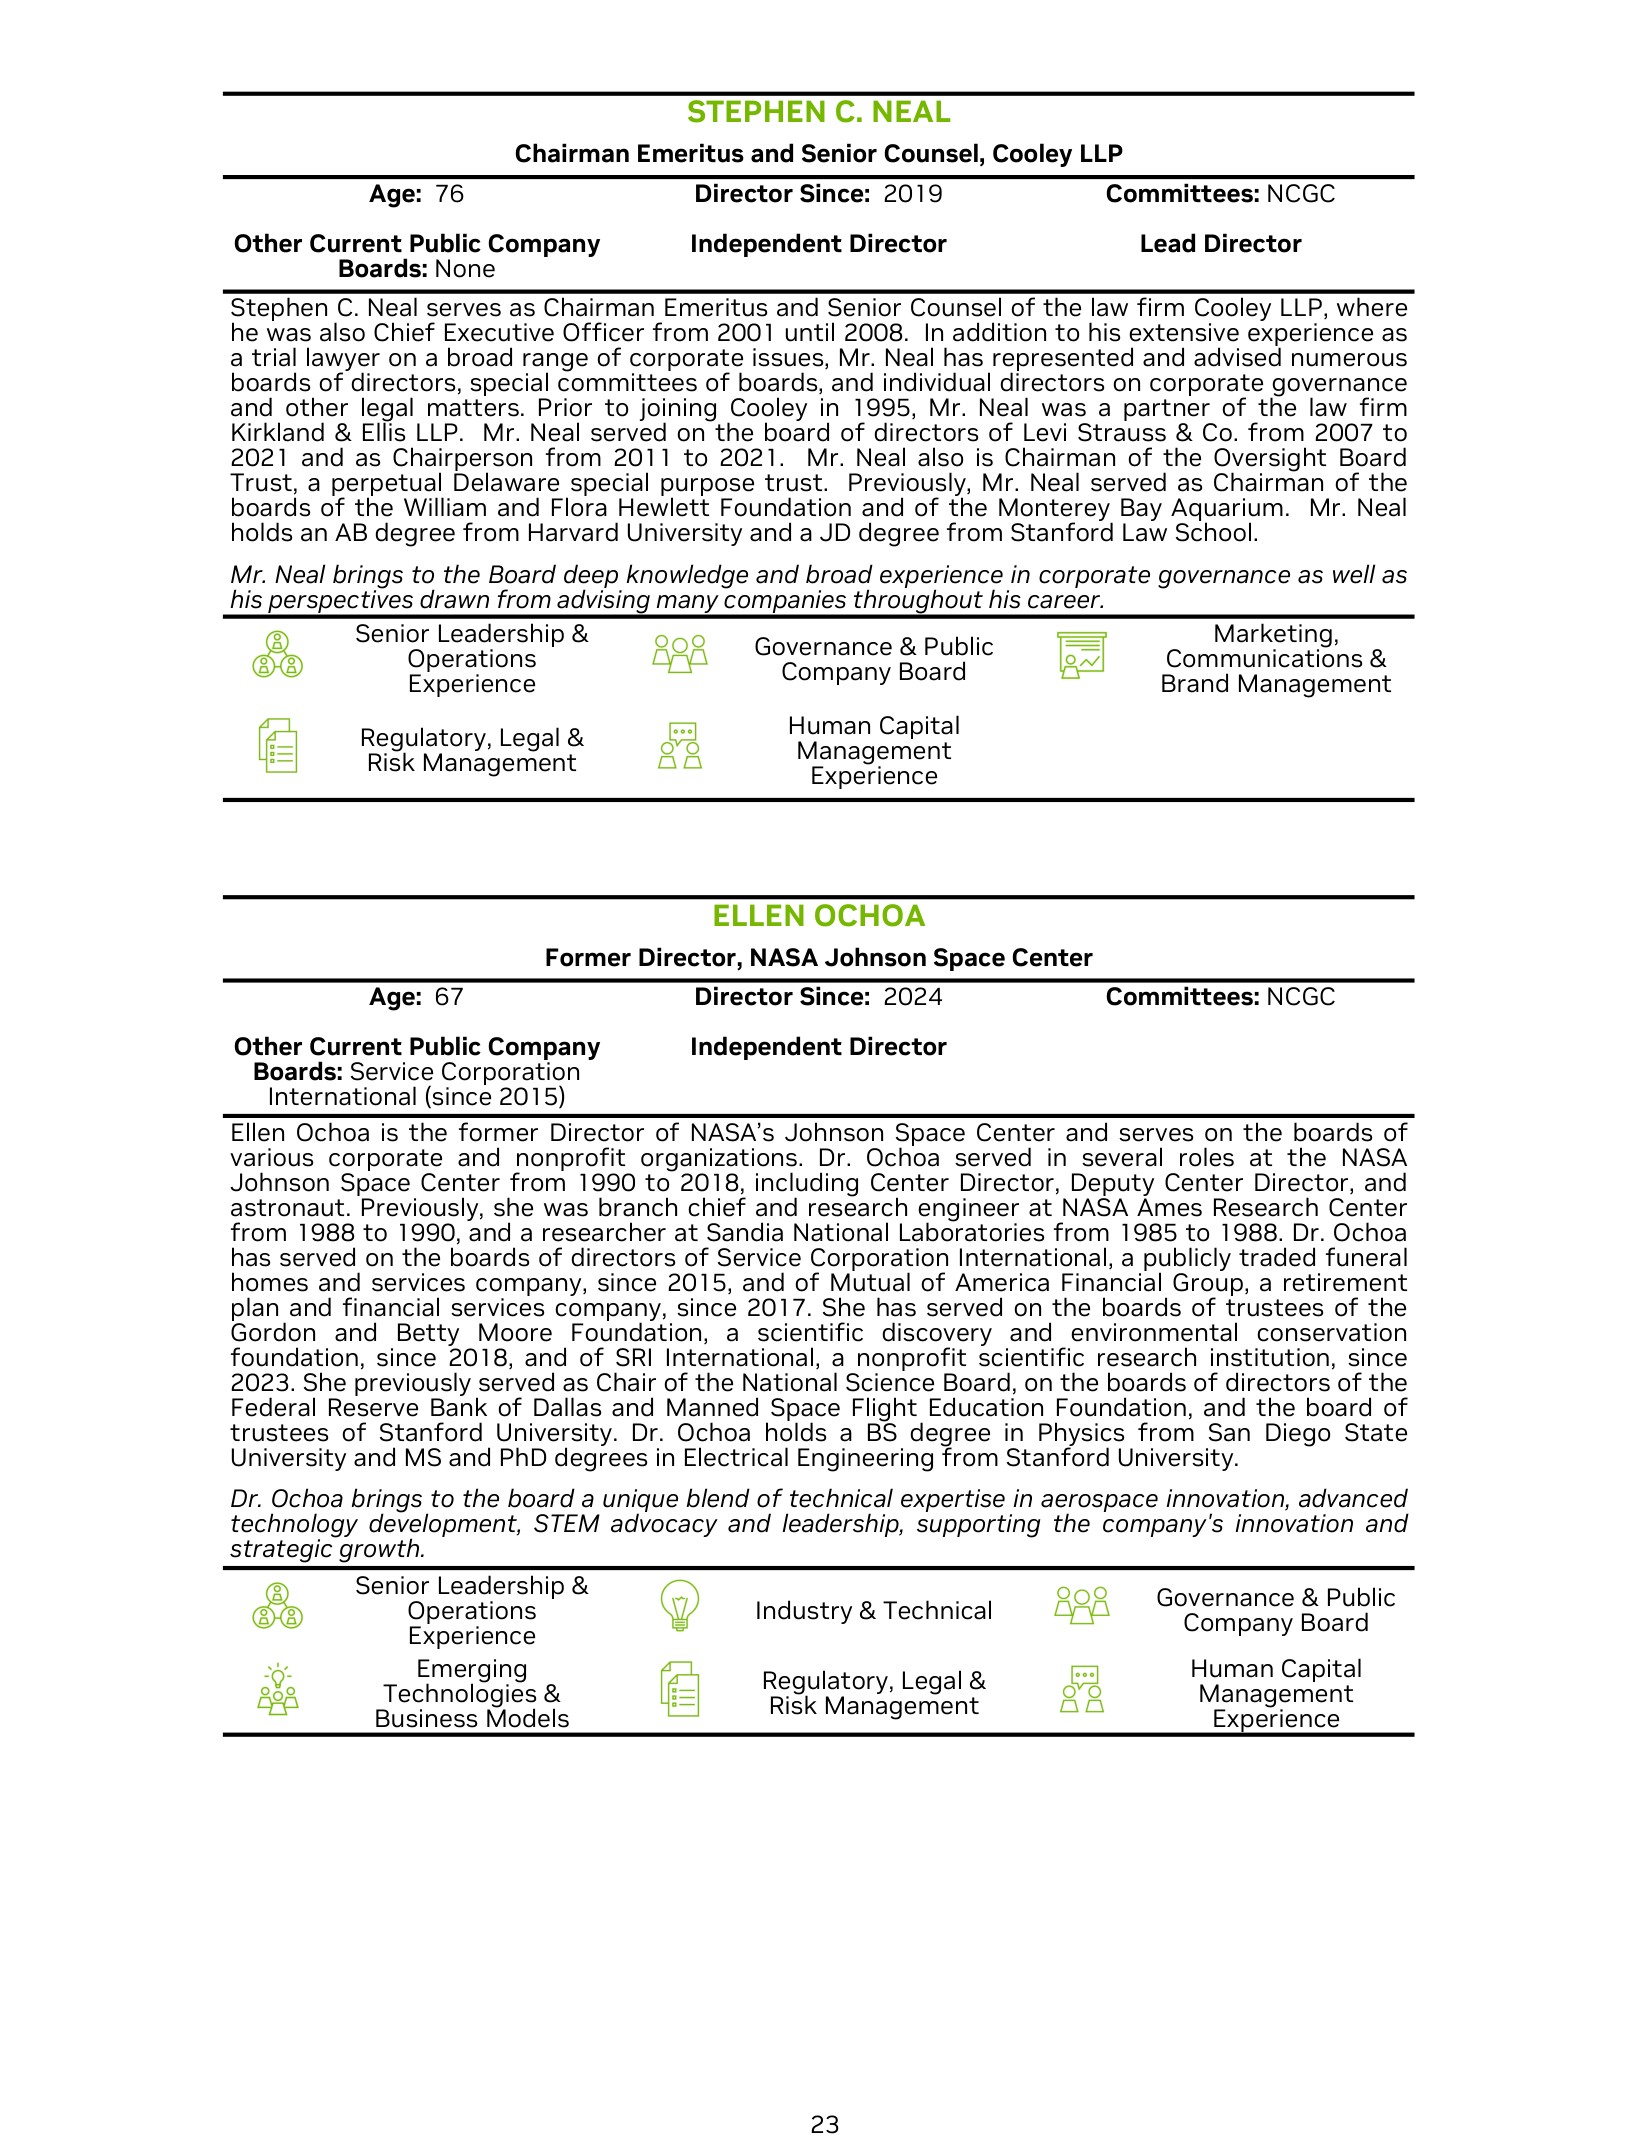 STEPHEN C. NEAL
Chairman Emeritus and Senior Counsel, Cooley LLP
Age: 76 Director Since: 2019 Committees: NCGC
Other Current Public Company Independent Director Lead Director
Boards: None
Stephen C. Neal serves as Chairman Emeritus and Senior Counsel of the law firm Cooley LLP, where
he was also Chief Executive Officer from 2001 until 2008. In addition to his extensive experience as
a trial lawyer on a broad range of corporate issues, Mr. Neal has represented and advised numerous
boards of directors, special committees of boards, and individual directors on corporate governance
and other legal matters. Prior to joining Cooley in 1995, Mr. Neal was a partner of the law firm
Kirkland & Ellis LLP. Mr. Neal served on the board of directors of Levi Strauss & Co. from 2007 to
2021 and as Chairperson from 2011 to 2021. Mr. Neal also is Chairman of the Oversight Board
Trust, a perpetual Delaware special purpose trust. Previously, Mr. Neal served as Chairman of the
boards of the William and Flora Hewlett Foundation and of the Monterey Bay Aquarium. Mr. Neal
holds an AB degree from Harvard University and a JD degree from Stanford Law School.
Mr. Neal brings to the Board deep knowledge and broad experience in corporate governance as well as
his perspectives drawn from advising many companies throughout his career.
Senior Leadership &
Operations
Experience
Governance & Public
Company Board
Marketing,
Communications &
Brand Management
Regulatory, Legal &
Risk Management
Human Capital
Management
Experience
ELLEN OCHOA
Former Director, NASA Johnson Space Center
Age: 67 Director Since: 2024 Committees: NCGC
Other Current Public Company Independent Director
Boards: Service Corporation
International (since 2015)
Ellen Ochoa is the former Director of NASA's Johnson Space Center and serves on the boards of
various corporate and nonprofit organizations. Dr. Ochoa served in several roles at the NASA
Johnson Space Center from 1990 to 2018, including Center Director, Deputy Center Director, and
astronaut. Previously, she was branch chief and research engineer at NASA Ames Research Center
from 1988 to 1990, and a researcher at Sandia National Laboratories from 1985 to 1988. Dr. Ochoa
has served on the boards of directors of Service Corporation International, a publicly traded funeral
homes and services company, since 2015, and of Mutual of America Financial Group, a retirement
plan and financial services company, since 2017. She has served on the boards of trustees of the
Gordon and Betty Moore Foundation, a scientific discovery and environmental conservation
foundation, since 2018, and of SRI International, a nonprofit scientific research institution, since
2023. She previously served as Chair of the National Science Board, on the boards of directors of the
Federal Reserve Bank of Dallas and Manned Space Flight Education Foundation, and the board of
trustees of Stanford University. Dr. Ochoa holds a BS degree in Physics from San Diego State
University and MS and PhD degrees in Electrical Engineering from Stanford University.
Dr. Ochoa brings to the board a unique blend of technical expertise in aerospace innovation, advanced
technology development, STEM advocacy and leadership, supporting the company's innovation and
strategic growth.
Senior Leadership &
Operations
Experience
Industry & Technical
Governance & Public
Company Board
Emerging
Technologies &
Business Models
Regulatory, Legal &
Risk Management
Human Capital
Management
Experience
23